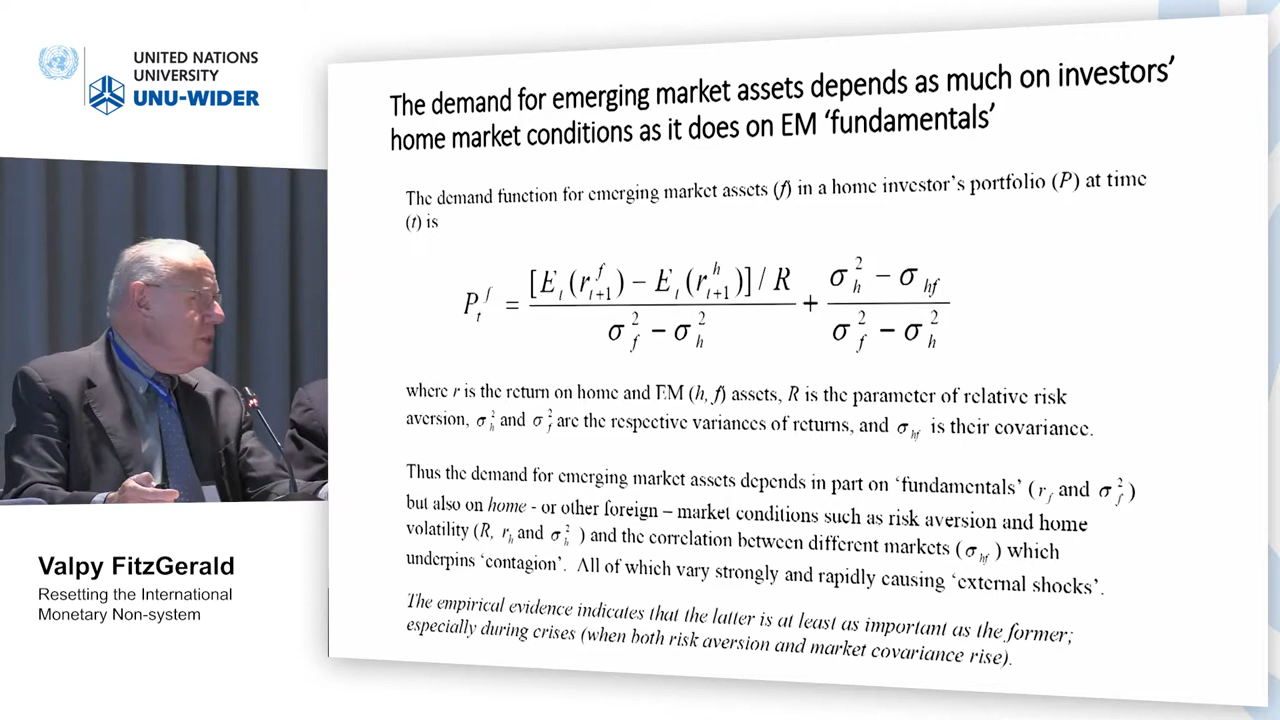 UNITED NATIONS
UNIVERSITY
UNU-WIDER
The demand for emerging market assets depends as much on investors'
home market conditions as it does on EM 'fundamentals'
The demand function for emerging market assets (f) in a home investor's portfolio (P) at time
(t) is
P_t^f = [E_t(r_{t+1}^f) − E_t(r_{t+1}^h)] / R / (σ_f^2 − σ_h^2) + (σ_h^2 − σ_{hf}) / (σ_f^2 − σ_h^2)
where r is the return on home and EM (h, f) assets, R is the parameter of relative risk
aversion, σ_h^2 and σ_f^2 are the respective variances of returns, and σ_{hf} is their covariance.
Thus the demand for emerging market assets depends in part on 'fundamentals' (r_f and σ_f^2)
but also on home - or other foreign – market conditions such as risk aversion and home
volatility (R, r_h and σ_h^2 ) and the correlation between different markets (σ_{hf}) which
underpins 'contagion'. All of which vary strongly and rapidly causing 'external shocks'.
The empirical evidence indicates that the latter is at least as important as the former;
especially during crises (when both risk aversion and market covariance rise).
Valpy FitzGerald
Resetting the International
Monetary Non-system